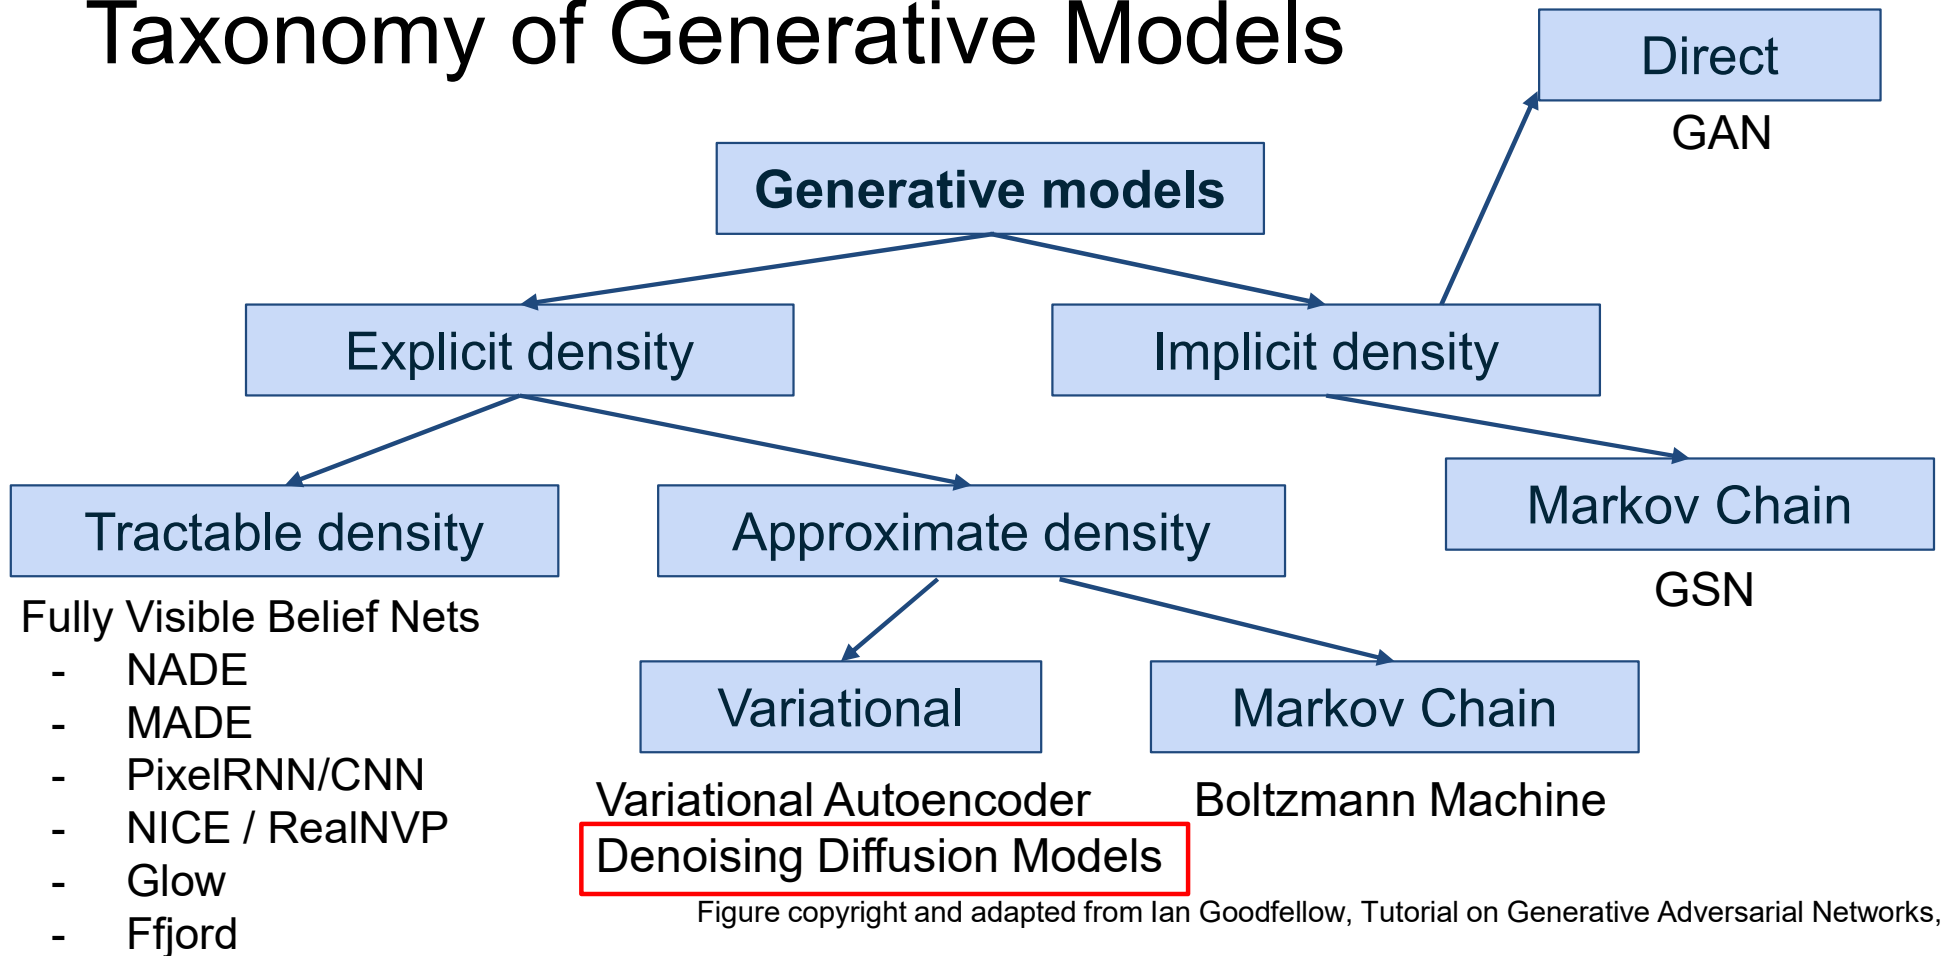 Taxonomy of Generative Models
Direct
GAN
Generative models
Explicit density
Implicit density
Tractable density
Approximate density
Markov Chain
GSN
Fully Visible Belief Nets
- NADE
- MADE
- PixelRNN/CNN
- NICE / RealNVP
- Glow
- Ffjord
Variational
Markov Chain
Variational Autoencoder
Denoising Diffusion Models
Boltzmann Machine
Figure copyright and adapted from Ian Goodfellow, Tutorial on Generative Adversarial Networks,